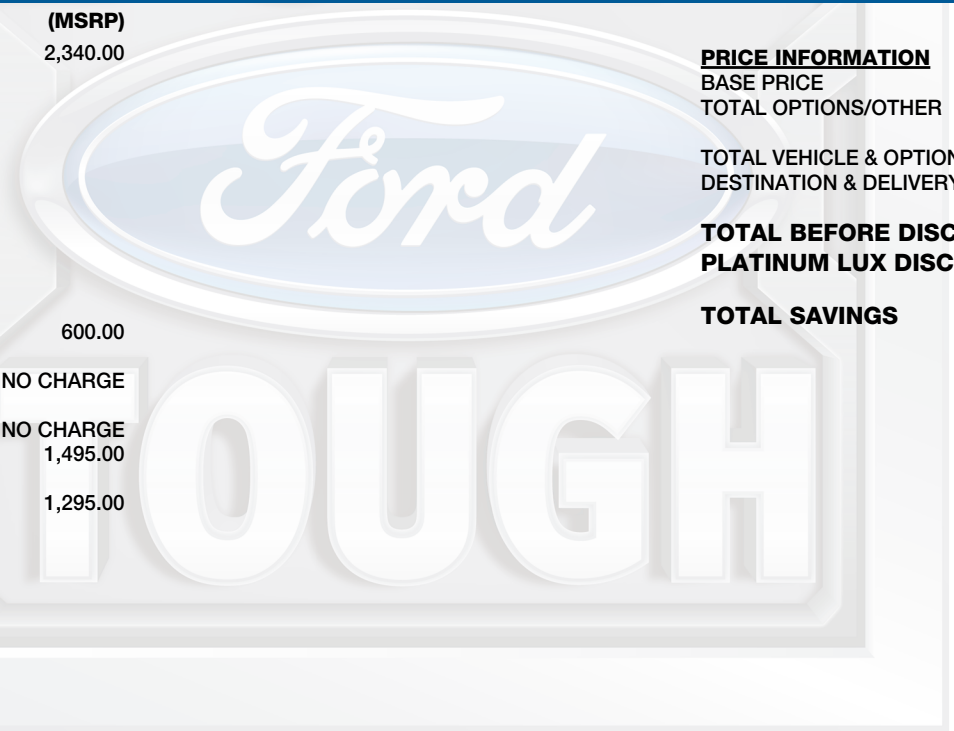 (MSRP)
2,340.00
600.00
NO CHARGE
NO CHARGE
1,495.00
1,295.00
PRICE INFORMATION
BASE PRICE
TOTAL OPTIONS/OTHER
TOTAL VEHICLE & OPTION
DESTINATION & DELIVERY
TOTAL BEFORE DISC
PLATINUM LUX DISC
TOTAL SAVINGS
Ford
TOUGH